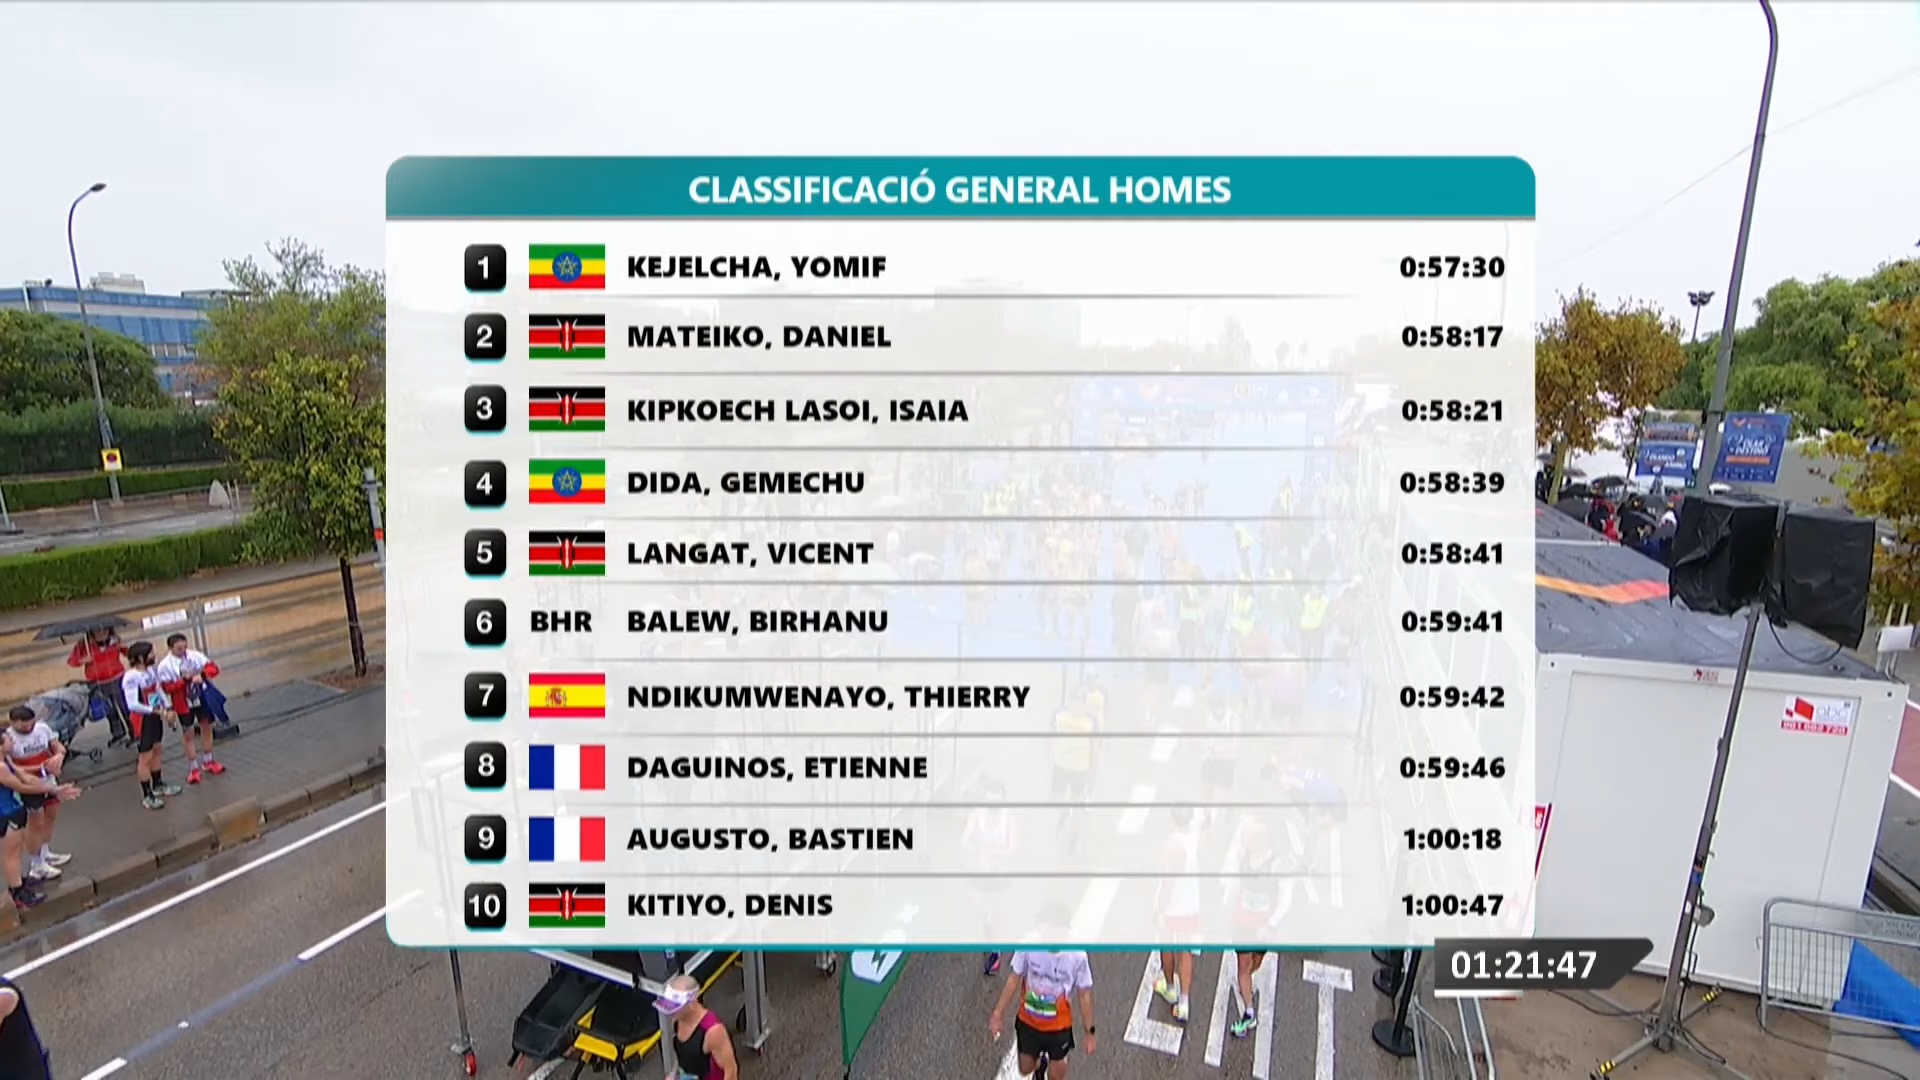 CLASSIFICACIÓ GENERAL HOMES
1 KEJELCHA, YOMIF 0:57:30
2 MATEIKO, DANIEL 0:58:17
3 KIPKOECH LASOI, ISAIA 0:58:21
4 DIDA, GEMECHU 0:58:39
5 LANGAT, VICENT 0:58:41
6 BHR BALEW, BIRHANU 0:59:41
7 NDIKUMWENAYO, THIERRY 0:59:42
8 DAGUINOS, ETIENNE 0:59:46
9 AUGUSTO, BASTIEN 1:00:18
10 KITIYO, DENIS 1:00:47
01:21:47